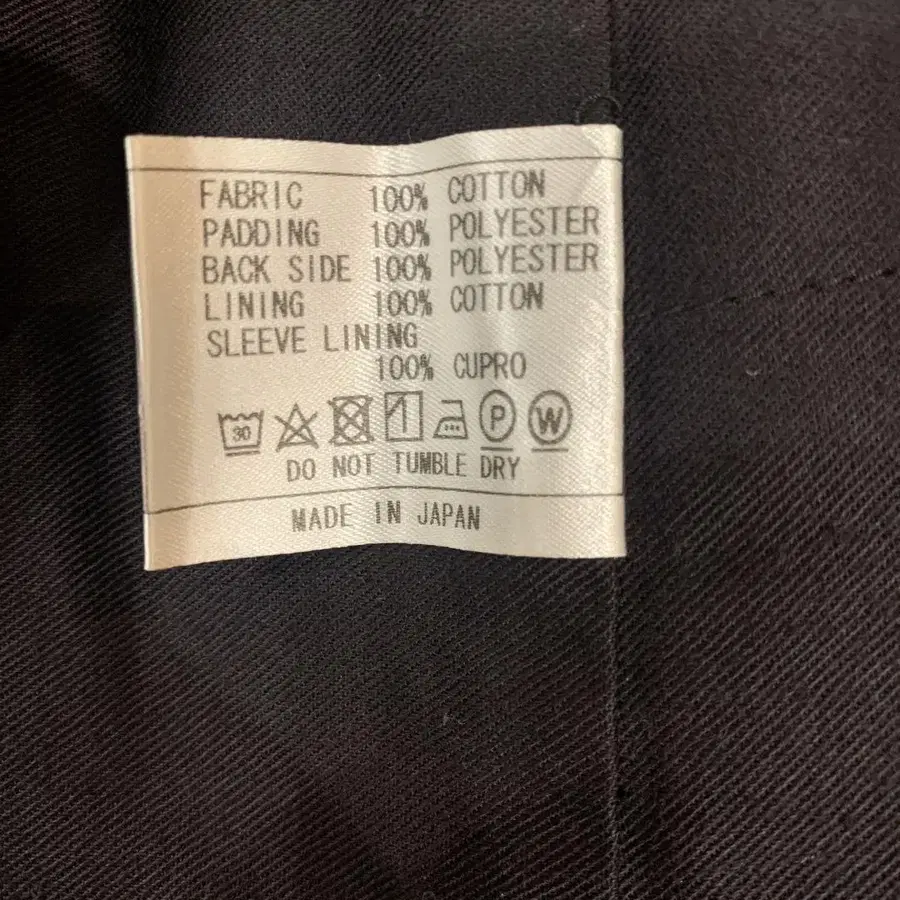 FABRIC 100% COTTON
PADDING 100% POLYESTER
BACK SIDE 100% POLYESTER
LINING 100% COTTON
SLEEVE LINING
100% CUPRO
30 P W
DO NOT TUMBLE DRY
MADE IN JAPAN